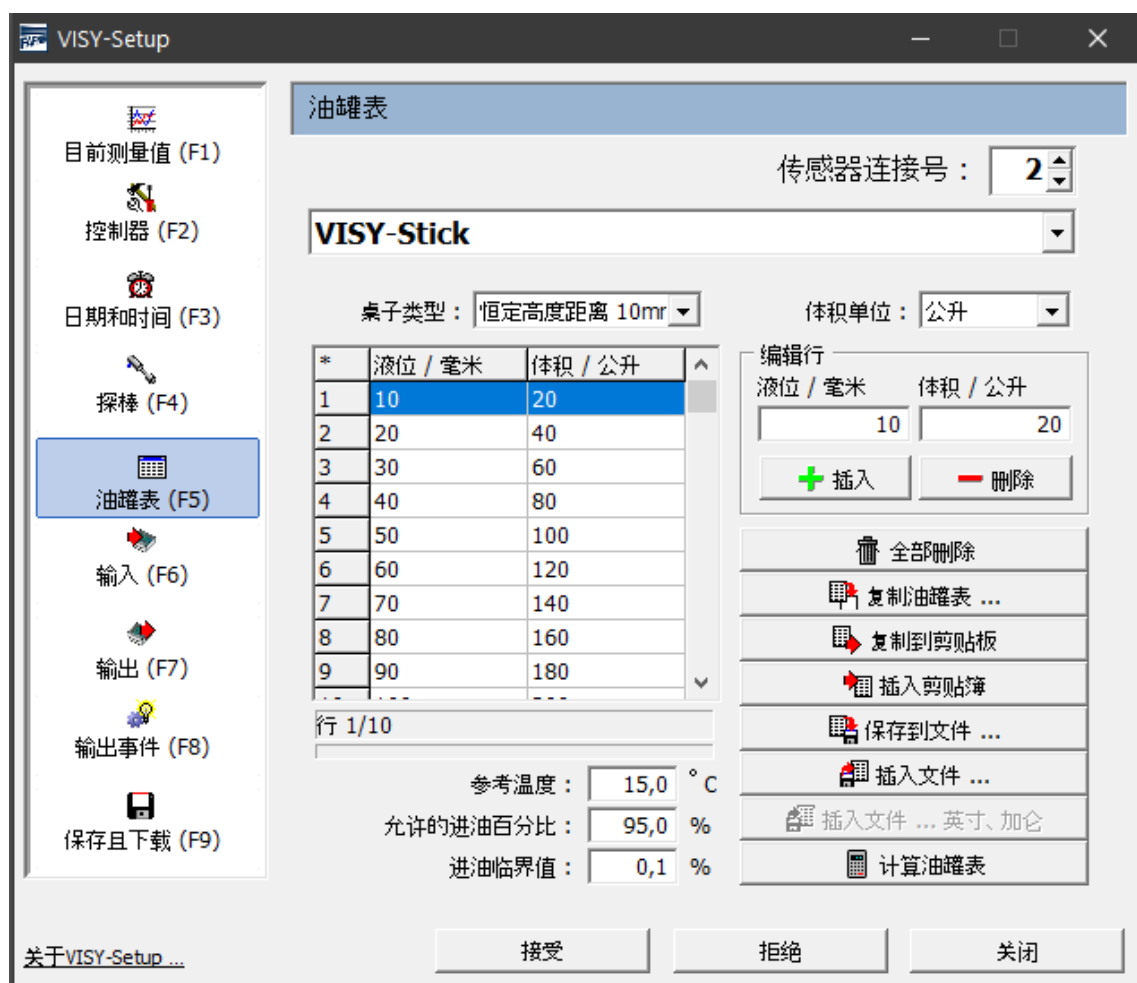 VISY-Setup
目前测量值 (F1)
控制器 (F2)
日期和时间 (F3)
探棒 (F4)
油罐表 (F5)
输入 (F6)
输出 (F7)
输出事件 (F8)
保存且下载 (F9)
油罐表
传感器连接号： 2
VISY-Stick
桌子类型： 恒定高度距离 10mr
体积单位： 公升
* 液位 / 毫米 体积 / 公升
1 10 20
2 20 40
3 30 60
4 40 80
5 50 100
6 60 120
7 70 140
8 80 160
9 90 180
行 1/10
参考温度： 15,0 °C
允许的进油百分比： 95,0 %
进油临界值： 0,1 %
编辑行
液位 / 毫米 体积 / 公升
10 20
插入 删除
全部删除
复制油罐表 ...
复制到剪贴板
插入剪贴簿
保存到文件 ...
插入文件 ...
插入文件 ... 英寸、加仑
计算油罐表
关于VISY-Setup ...
接受 拒绝 关闭